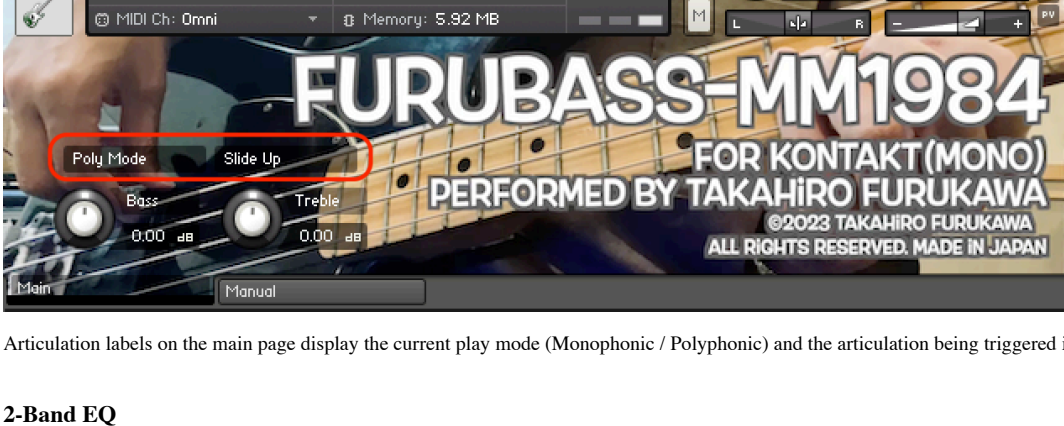 MIDI Ch: Omni
Memory: 5.92 MB
M
L R
- +
PV
FURUBASS-MM1984
FOR KONTAKT(MONO)
PERFORMED BY TAKAHiRO FURUKAWA
©2023 TAKAHiRO FURUKAWA
ALL RiGHTS RESERVED. MADE iN JAPAN
Poly Mode Slide Up
Bass Treble
0.00 dB 0.00 dB
Main Manual
Articulation labels on the main page display the current play mode (Monophonic / Polyphonic) and the articulation being triggered
2-Band EQ